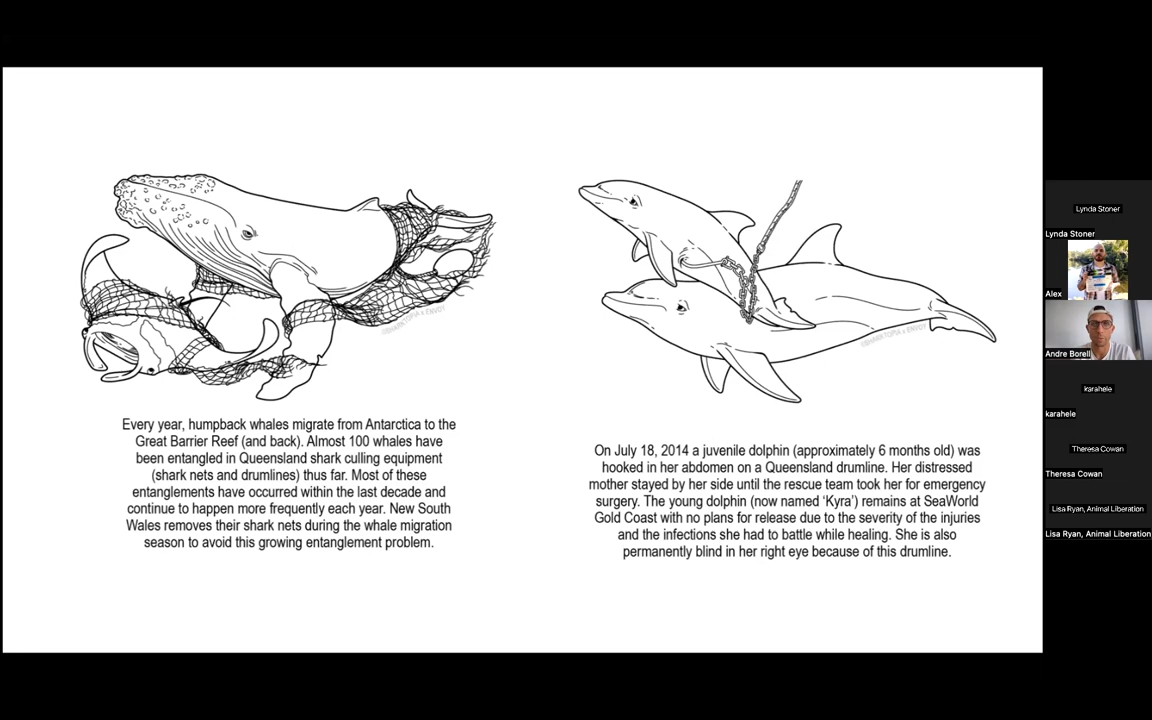 ©SHARKTOPIA x ENVOY
Every year, humpback whales migrate from Antarctica to the
Great Barrier Reef (and back). Almost 100 whales have
been entangled in Queensland shark culling equipment
(shark nets and drumlines) thus far. Most of these
entanglements have occurred within the last decade and
continue to happen more frequently each year. New South
Wales removes their shark nets during the whale migration
season to avoid this growing entanglement problem.
©SHARKTOPIA x ENVOY
On July 18, 2014 a juvenile dolphin (approximately 6 months old) was
hooked in her abdomen on a Queensland drumline. Her distressed
mother stayed by her side until the rescue team took her for emergency
surgery. The young dolphin (now named ‘Kyra’) remains at SeaWorld
Gold Coast with no plans for release due to the severity of the injuries
and the infections she had to battle while healing. She is also
permanently blind in her right eye because of this drumline.
Lynda Stoner
Lynda Stoner
Alex
Andre Borell
karahele
karahele
Theresa Cowan
Theresa Cowan
Lisa Ryan, Animal Liberation
Lisa Ryan, Animal Liberation